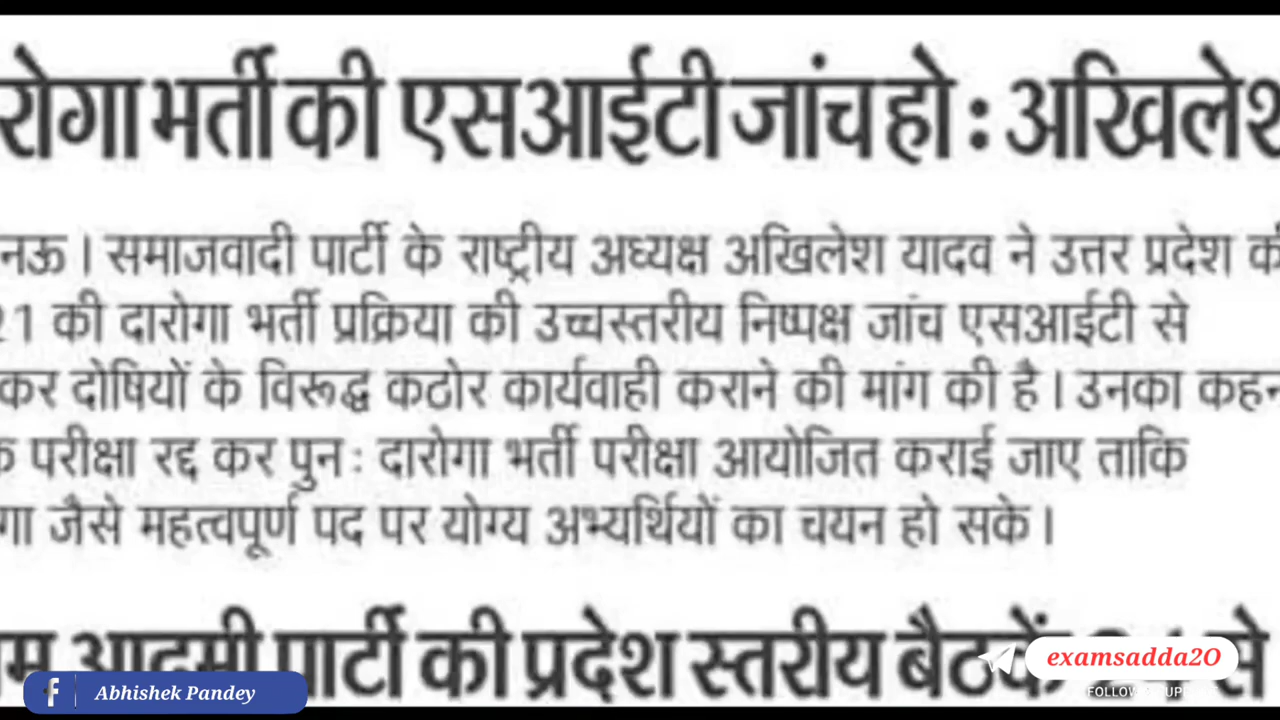 रोगा भर्ती की एसआईटी जांच हो : अखिलेश
नऊ । समाजवादी पार्टी के राष्ट्रीय अध्यक्ष अखिलेश यादव ने उत्तर प्रदेश की
21 की दारोगा भर्ती प्रक्रिया की उच्चस्तरीय निष्पक्ष जांच एसआईटी से
कर दोषियों के विरूद्ध कठोर कार्यवाही कराने की मांग की है । उनका कहन
परीक्षा रद्द कर पुनः दारोगा भर्ती परीक्षा आयोजित कराई जाए ताकि
गा जैसे महत्वपूर्ण पद पर योग्य अभ्यर्थियों का चयन हो सके ।
म आदमी पार्टी की प्रदेश स्तरीय बैठकें से
f Abhishek Pandey
examsadda20
FOLLOW